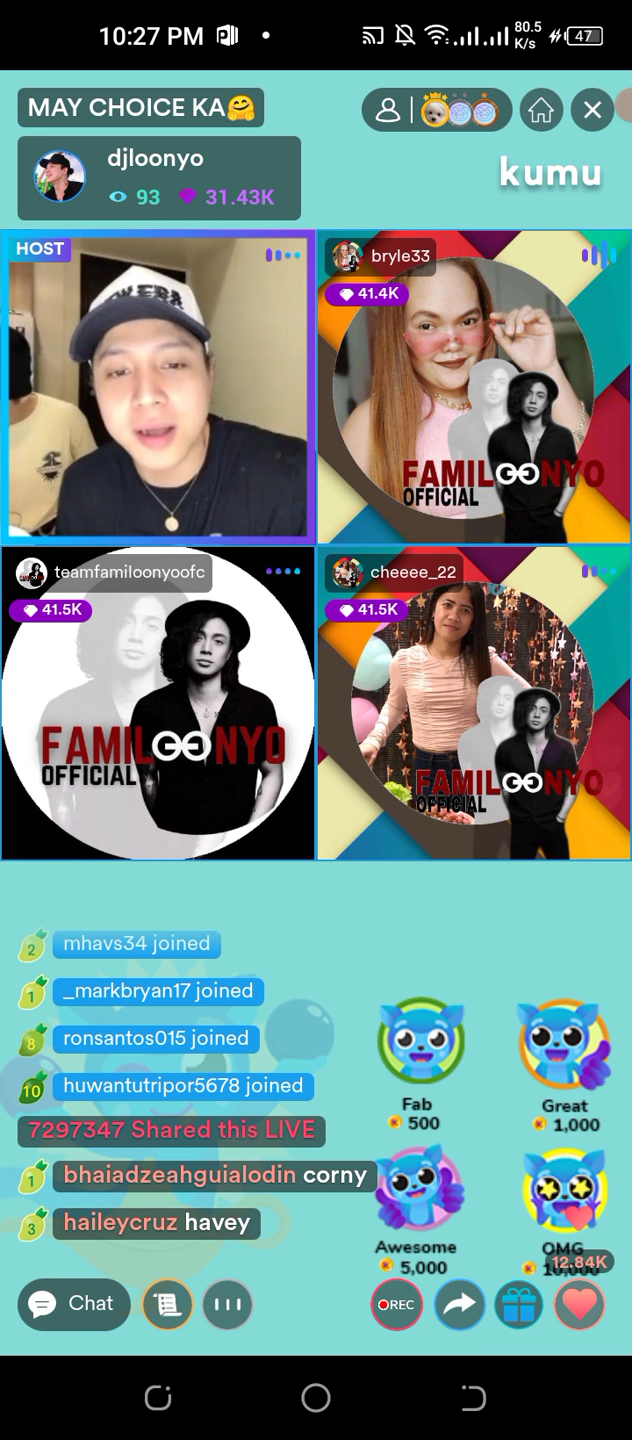 10:27 PM
80.5
K/s
47
MAY CHOICE KA🤗
djloonyo
93
31.43K
kumu
HOST
bryle33
41.4K
FAMILOONYO
OFFICIAL
teamfamiloonyoofc
41.5K
FAMILOONYO
OFFICIAL
cheeee_22
41.5K
FAMILOONYO
OFFICIAL
2 mhavs34 joined
1 _markbryan17 joined
8 ronsantos015 joined
10 huwantutripor5678 joined
7297347 Shared this LIVE
1 bhaiadzeahguialodin corny
3 haileycruz havey
Fab
500
Great
1,000
Awesome
5,000
OMG
10,000
12.84K
Chat
REC